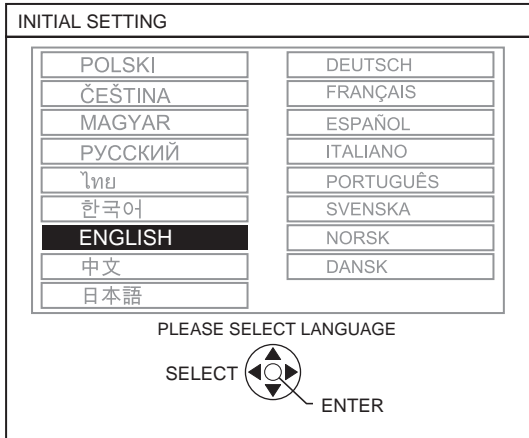 INITIAL SETTING
POLSKI
ČEŠTINA
MAGYAR
РУССКИЙ
ไทย
한국어
ENGLISH
中文
日本語
DEUTSCH
FRANÇAIS
ESPAÑOL
ITALIANO
PORTUGUÊS
SVENSKA
NORSK
DANSK
PLEASE SELECT LANGUAGE
SELECT
ENTER